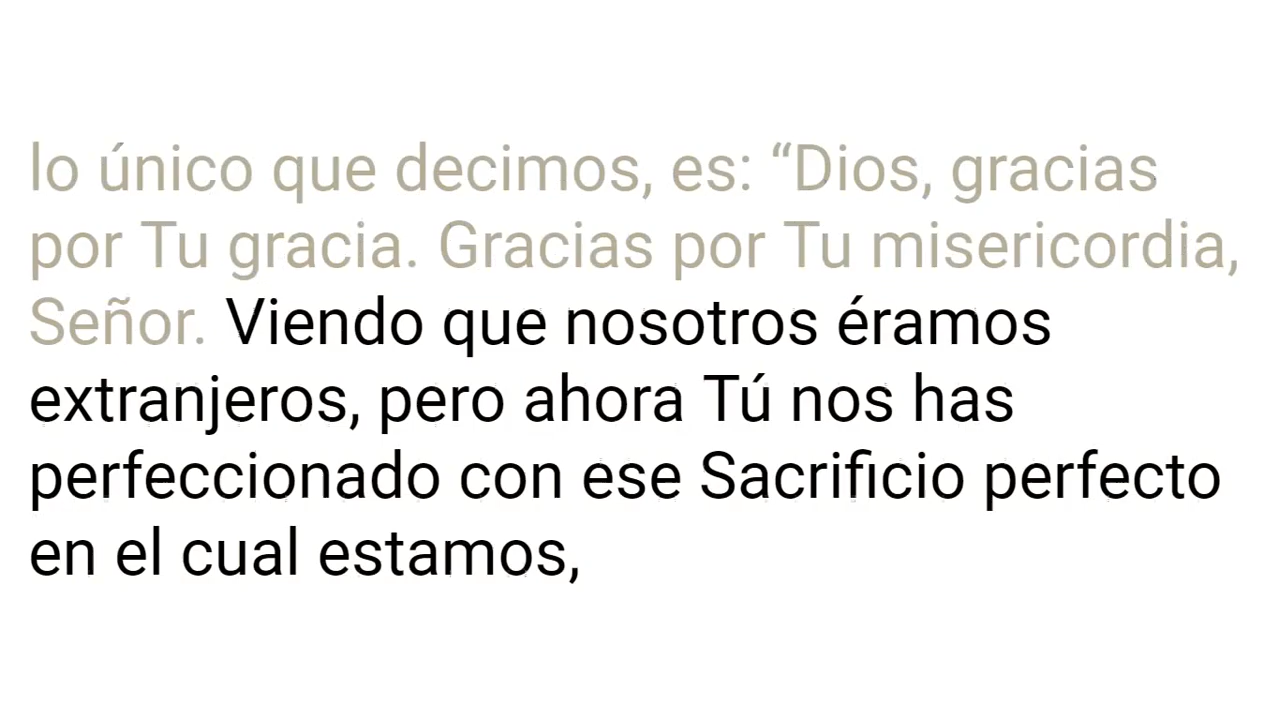 lo único que decimos, es: “Dios, gracias
por Tu gracia. Gracias por Tu misericordia,
Señor. Viendo que nosotros éramos
extranjeros, pero ahora Tú nos has
perfeccionado con ese Sacrificio perfecto
en el cual estamos,